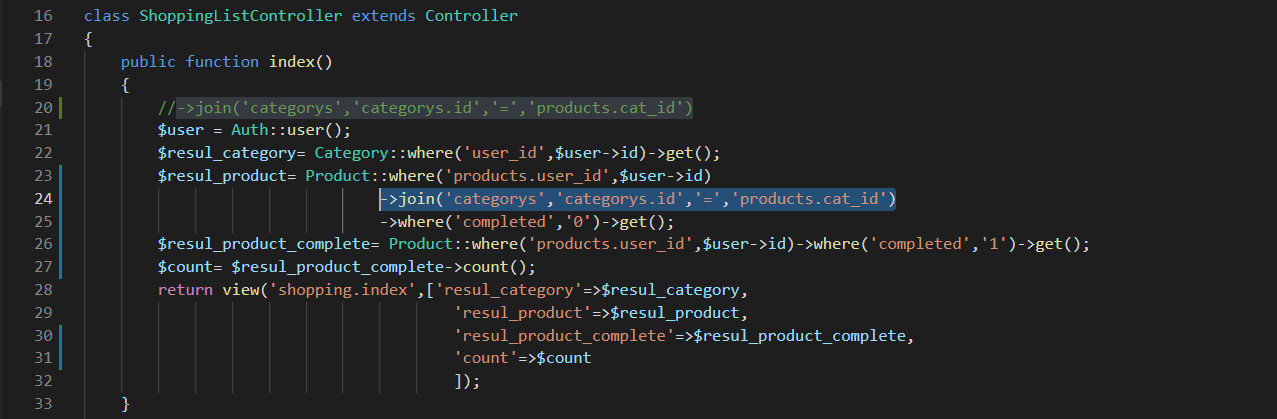 16 class ShoppingListController extends Controller
17 {
18 public function index()
19 {
20 //->join('categorys','categorys.id','=','products.cat_id')
21 $user = Auth::user();
22 $resul_category= Category::where('user_id',$user->id)->get();
23 $resul_product= Product::where('products.user_id',$user->id)
24 ->join('categorys','categorys.id','=','products.cat_id')
25 ->where('completed','0')->get();
26 $resul_product_complete= Product::where('products.user_id',$user->id)->where('completed','1')->get();
27 $count= $resul_product_complete->count();
28 return view('shopping.index',['resul_category'=>$resul_category,
29 'resul_product'=>$resul_product,
30 'resul_product_complete'=>$resul_product_complete,
31 'count'=>$count
32 ]);
33 }